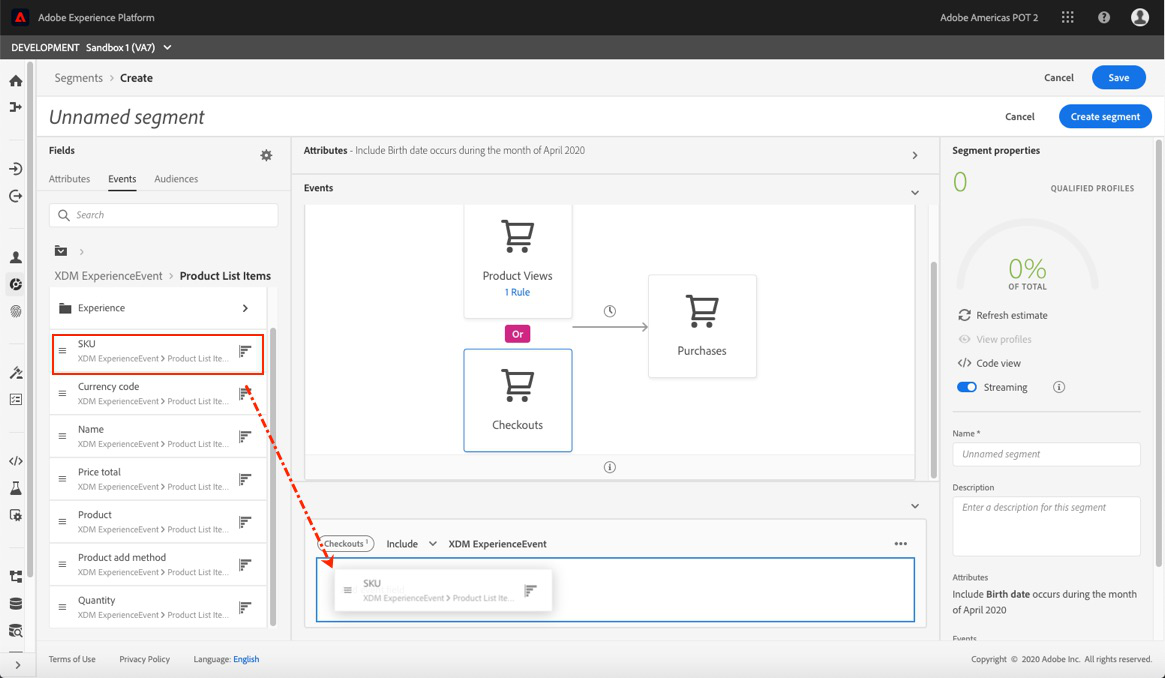 Adobe Experience Platform
Adobe Americas POT 2
DEVELOPMENT Sandbox 1 (VA7)
Segments > Create
Cancel
Save
Unnamed segment
Cancel
Create segment
Fields
Attributes
Events
Audiences
Search
XDM ExperienceEvent > Product List Items
Experience
SKU
XDM ExperienceEvent > Product List Ite...
Currency code
XDM ExperienceEvent > Product List Ite...
Name
XDM ExperienceEvent > Product List Ite...
Price total
XDM ExperienceEvent > Product List Ite...
Product
XDM ExperienceEvent > Product List Ite...
Product add method
XDM ExperienceEvent > Product List Ite...
Quantity
XDM ExperienceEvent > Product List Ite...
Attributes - Include Birth date occurs during the month of April 2020
Events
Product Views
1 Rule
Or
Checkouts
Purchases
Checkouts 1
Include
XDM ExperienceEvent
SKU
XDM ExperienceEvent > Product List Ite...
Segment properties
0
QUALIFIED PROFILES
0%
OF TOTAL
Refresh estimate
View profiles
Code view
Streaming
Name *
Unnamed segment
Description
Enter a description for this segment
Attributes
Include Birth date occurs during the month
of April 2020
Events
Terms of Use
Privacy Policy
Language: English
Copyright © 2020 Adobe Inc. All rights reserved.